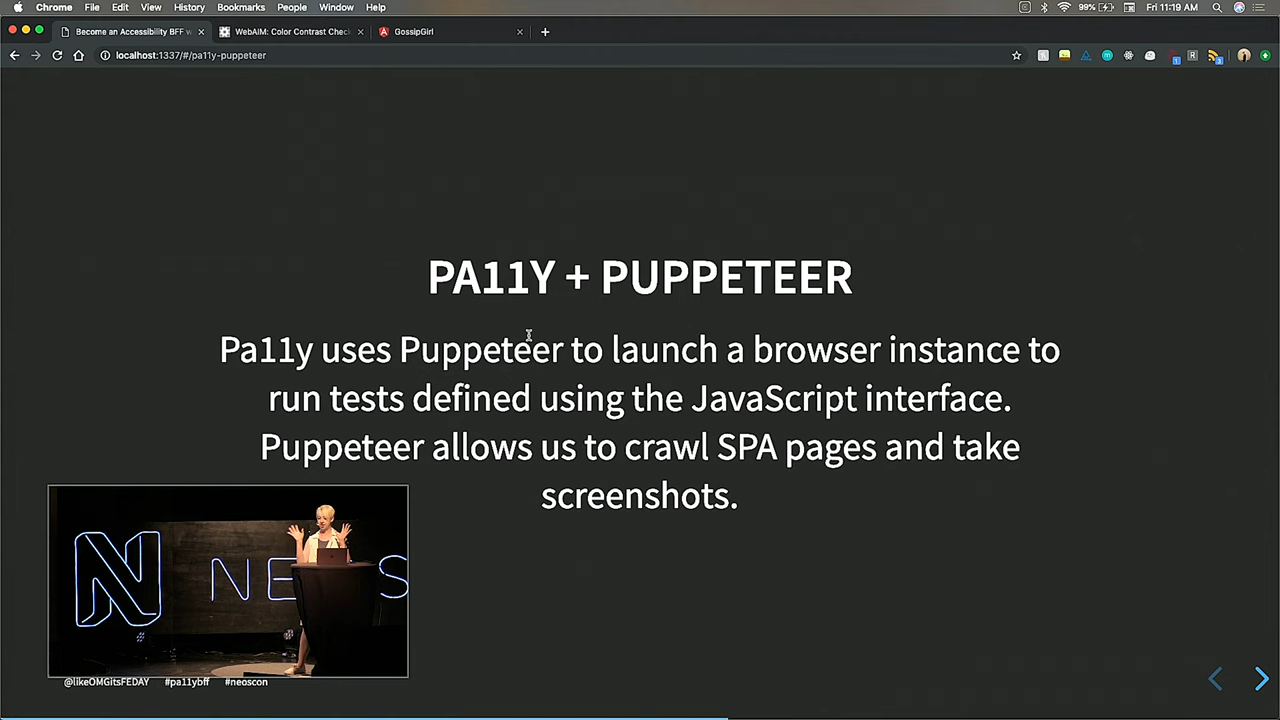 Chrome File Edit View History Bookmarks People Window Help 99% Fri 11:19 AM
Become an Accessibility BFF w WebAIM: Color Contrast Chec GossipGirl
localhost:1337/#/pa11y-puppeteer
PA11Y + PUPPETEER
Pa11y uses Puppeteer to launch a browser instance to
run tests defined using the JavaScript interface.
Puppeteer allows us to crawl SPA pages and take
screenshots.
N NE S
#
@likeOMGitsFEDAY #pa11ybff #neoscon